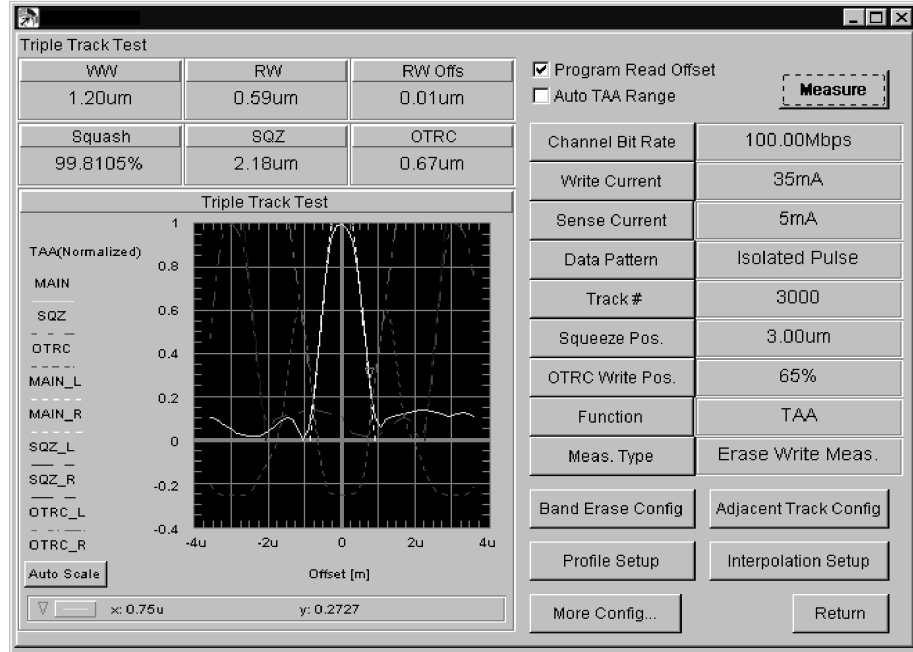 Triple Track Test
WW RW RW Offs
1.20um 0.59um 0.01um
Squash SQZ OTRC
99.8105% 2.18um 0.67um
Triple Track Test
TAA(Normalized)
MAIN
SQZ
OTRC
MAIN_L
MAIN_R
SQZ_L
SQZ_R
OTRC_L
OTRC_R
1
0.8
0.6
0.4
0.2
0
-0.2
-0.4
-4u -2u 0 2u 4u
Offset [m]
Auto Scale
x: 0.75u y: 0.2727
Program Read Offset
Auto TAA Range
Measure
Channel Bit Rate 100.00Mbps
Write Current 35mA
Sense Current 5mA
Data Pattern Isolated Pulse
Track # 3000
Squeeze Pos. 3.00um
OTRC Write Pos. 65%
Function TAA
Meas. Type Erase Write Meas.
Band Erase Config Adjacent Track Config
Profile Setup Interpolation Setup
More Config... Return